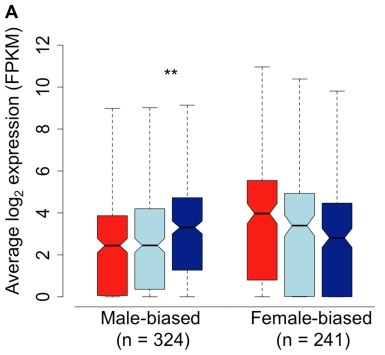 A
Average log2 expression (FPKM)
12
10
8
6
4
2
0
**
Male-biased
(n = 324)
Female-biased
(n = 241)